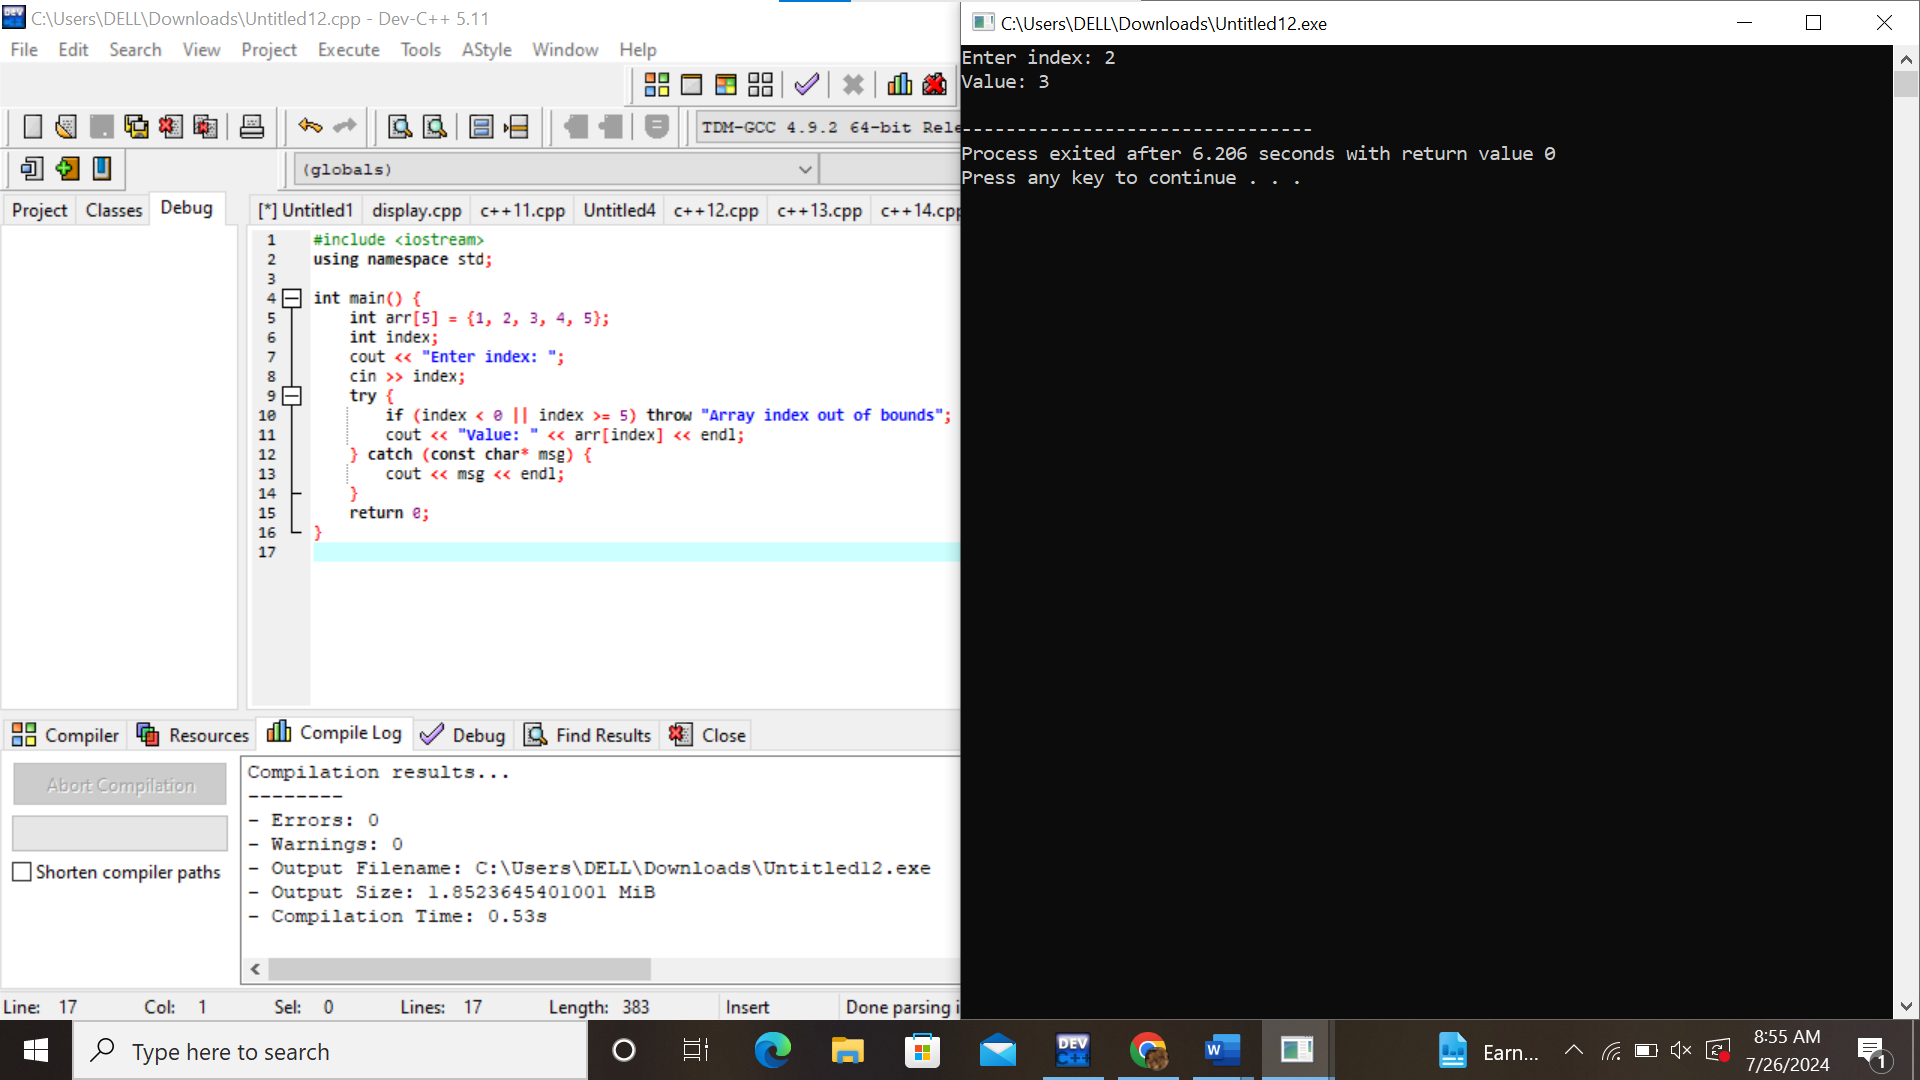 C:\Users\DELL\Downloads\Untitled12.cpp - Dev-C++ 5.11
File Edit Search View Project Execute Tools AStyle Window Help
TDM-GCC 4.9.2 64-bit Rele
(globals)
Project Classes Debug
[*] Untitled1 display.cpp c++11.cpp Untitled4 c++12.cpp c++13.cpp c++14.cpp
1 #include <iostream>
2 using namespace std;
3
4 int main() {
5 int arr[5] = {1, 2, 3, 4, 5};
6 int index;
7 cout << "Enter index: ";
8 cin >> index;
9 try {
10 if (index < 0 || index >= 5) throw "Array index out of bounds";
11 cout << "Value: " << arr[index] << endl;
12 } catch (const char* msg) {
13 cout << msg << endl;
14 }
15 return 0;
16 }
17
Compiler Resources Compile Log Debug Find Results Close
Abort Compilation
Shorten compiler paths
Compilation results...
--------
- Errors: 0
- Warnings: 0
- Output Filename: C:\Users\DELL\Downloads\Untitled12.exe
- Output Size: 1.8523645401001 MiB
- Compilation Time: 0.53s
Line: 17 Col: 1 Sel: 0 Lines: 17 Length: 383 Insert Done parsing i
C:\Users\DELL\Downloads\Untitled12.exe
Enter index: 2
Value: 3
--------------------------------
Process exited after 6.206 seconds with return value 0
Press any key to continue . . .
Type here to search
DEV C++
W
Earn...
8:55 AM
7/26/2024
1